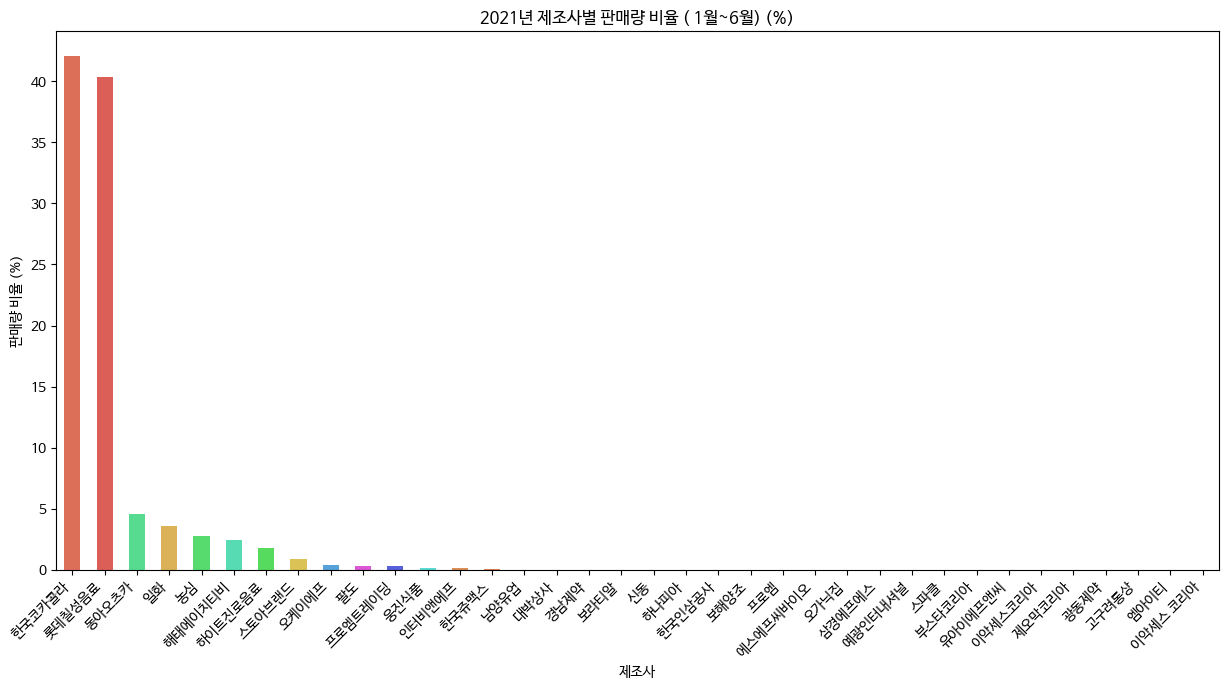 2021년 제조사별 판매량 비율 ( 1월~6월) (%)
판매량 비율 (%)
40
35
30
25
20
15
10
5
0
한국코카콜라
롯데칠성음료
동아오츠카
일화
농심
해태에이치티비
하이트진로음료
스토아브랜드
오케이에프
팔도
프로엠트레이딩
웅진식품
인터비앤에프
한국쥬맥스
남양유업
대박상사
경남제약
보라티알
신동
하나피아
한국인삼공사
보해양조
프로엠
에스에프씨바이오
오가닉집
삼경에프에스
예광인터내셔널
스파클
부스타코리아
유아이에프앤씨
이약세스코리아
제오막코리아
광동제약
고구려통상
엠아이티
이약세스 코리아
제조사